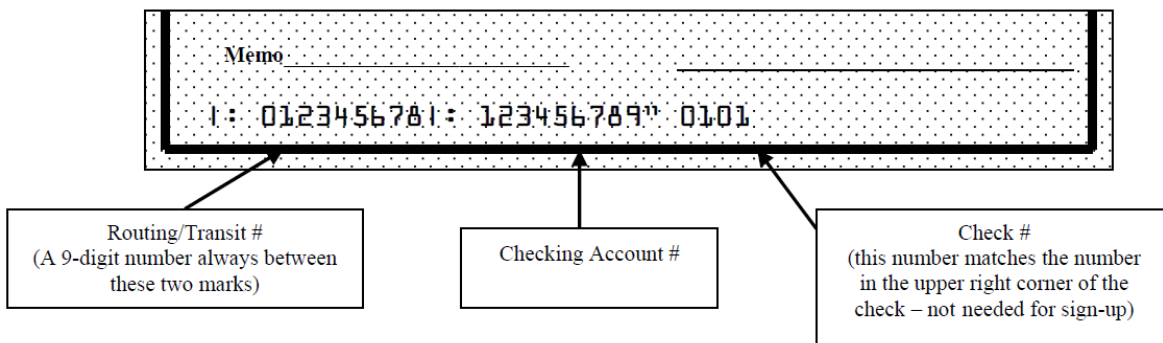 Memo
|: 012345678|: 123456789" 0101
Routing/Transit #
(A 9-digit number always between
these two marks)
Checking Account #
Check #
(this number matches the number
in the upper right corner of the
check – not needed for sign-up)